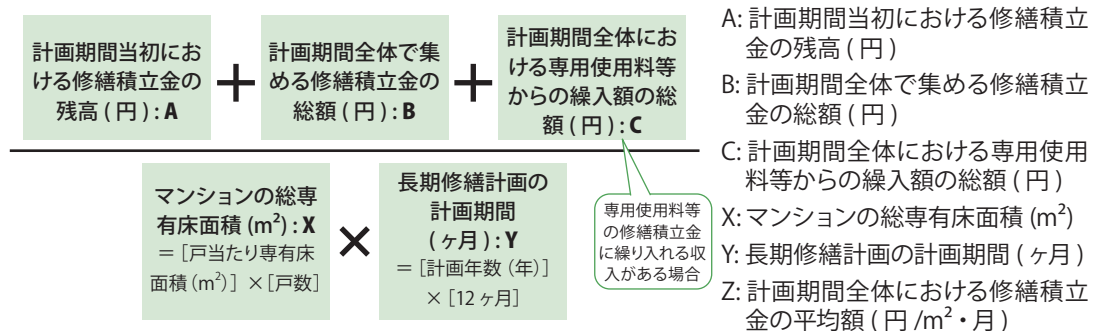 計画期間当初にお
ける修繕積立金の
残高 ( 円 ) : A
＋
計画期間全体で集
める修繕積立金の
総額 ( 円 ) : B
＋
計画期間全体にお
ける専用使用料等
からの繰入額の総
額 ( 円 ) : C
マンションの総専
有床面積 (m²) : X
＝［戸当たり専有床
面積（m²）］×［戸数］
×
長期修繕計画の
計画期間
( ヶ月 ) : Y
＝［計画年数（年）］
×［12 ヶ月］
専用使用料等
の修繕積立金
に繰り入れる収
入がある場合
A: 計画期間当初における修繕積立
金の残高 ( 円 )
B: 計画期間全体で集める修繕積立
金の総額 ( 円 )
C: 計画期間全体における専用使用
料等からの繰入額の総額 ( 円 )
X: マンションの総専有床面積 (m²)
Y: 長期修繕計画の計画期間 ( ヶ月 )
Z: 計画期間全体における修繕積立
金の平均額 ( 円 /m²・月 )